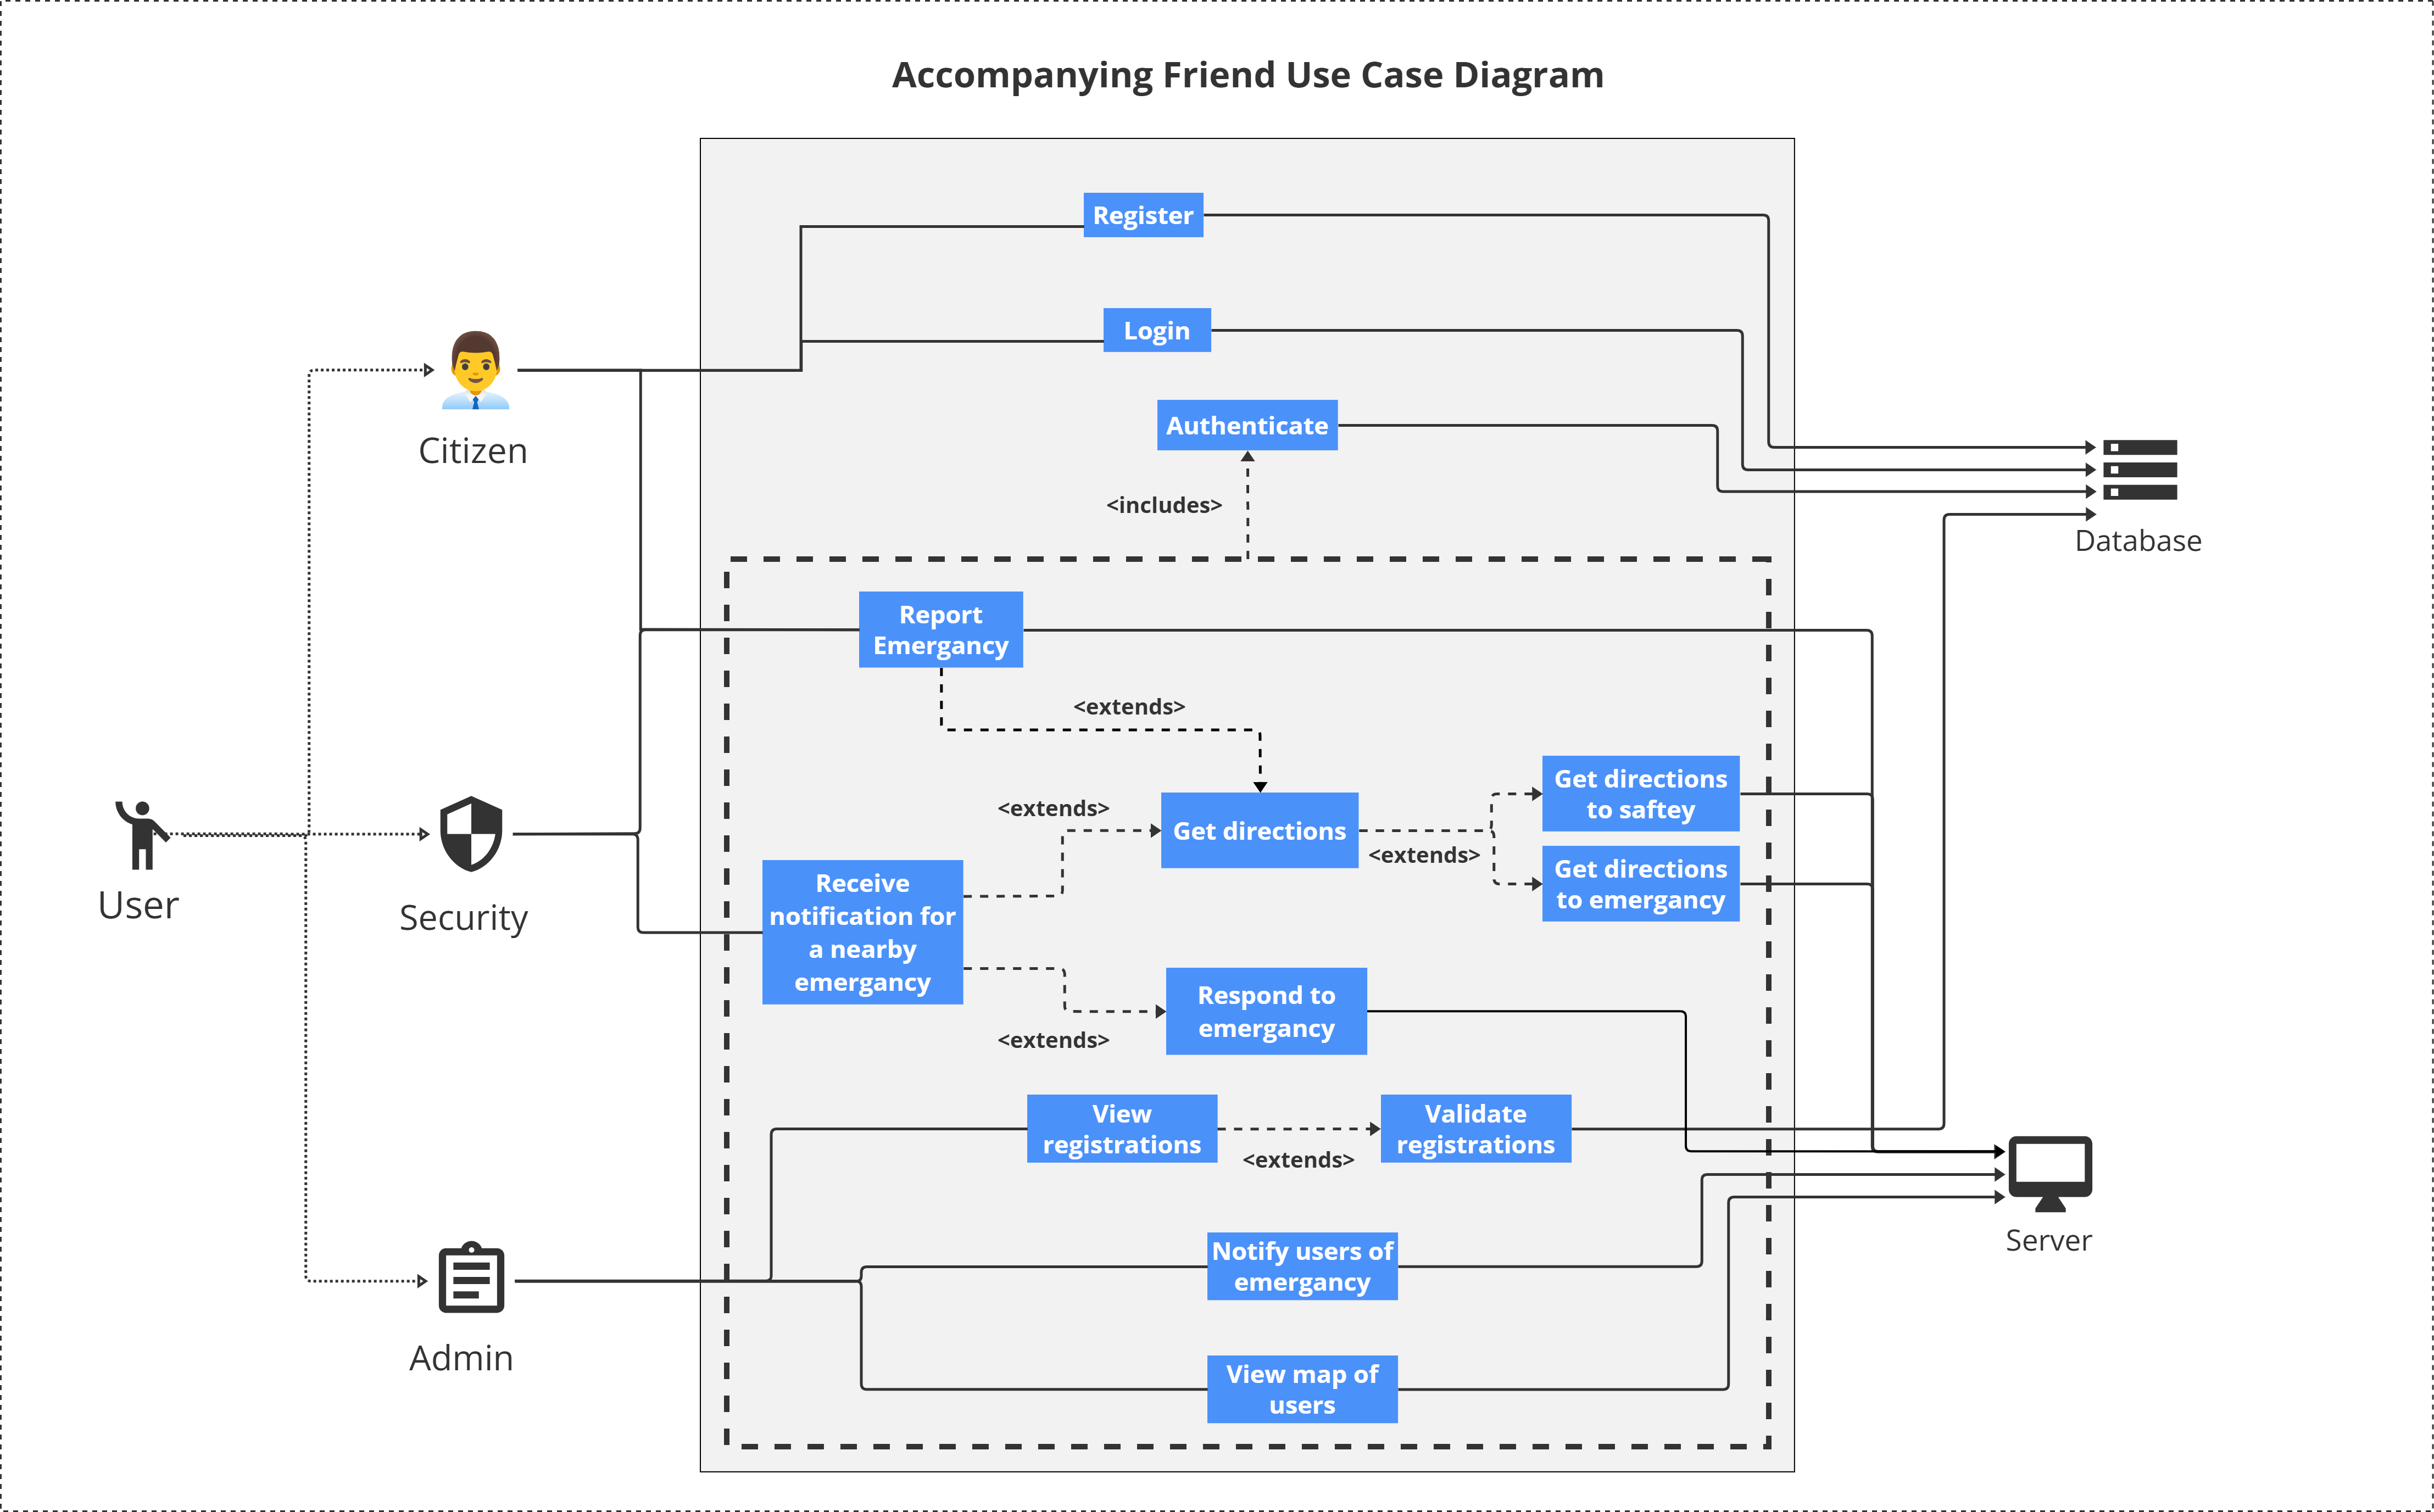 Accompanying Friend Use Case Diagram
Register
Login
Citizen
Authenticate
<includes>
Database
Report
Emergancy
<extends>
Get directions
to saftey
<extends>
Get directions
<extends>
Get directions
to emergancy
User
Security
Receive
notification for
a nearby
emergancy
Respond to
emergancy
<extends>
View
registrations
<extends>
Validate
registrations
Server
Notify users of
emergancy
Admin
View map of
users